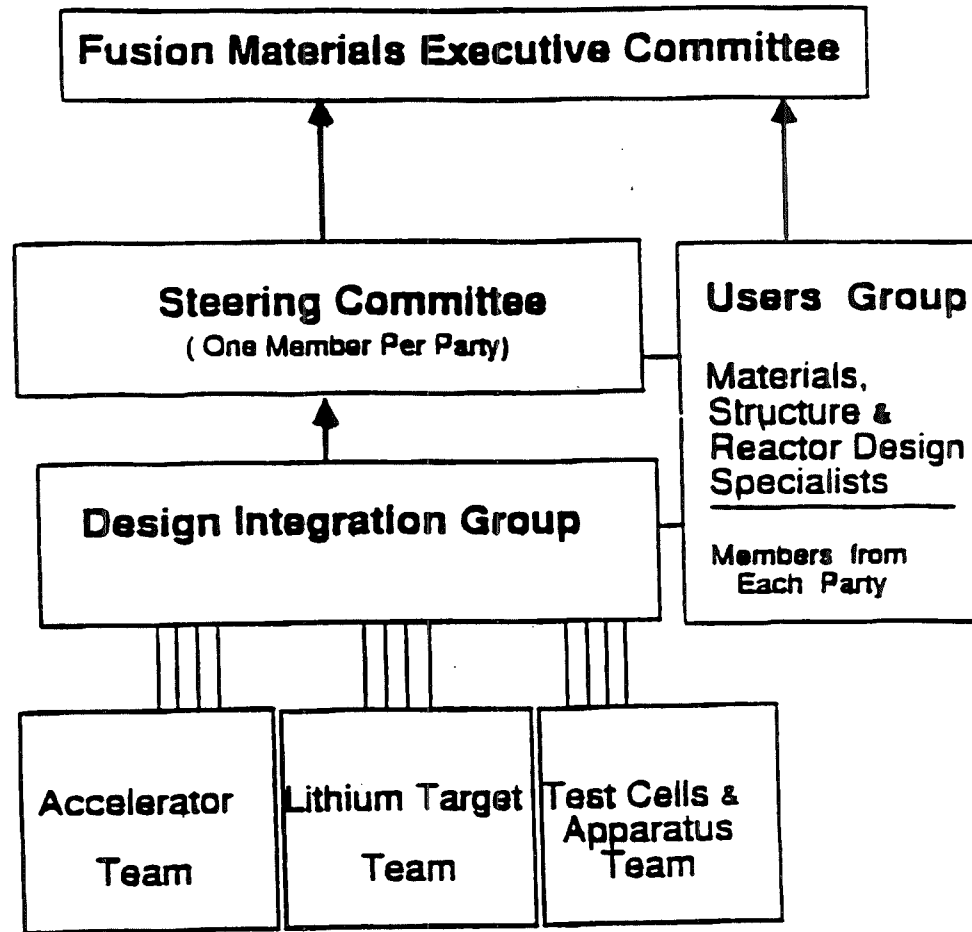 Fusion Materials Executive Committee
Steering Committee
( One Member Per Party)
Users Group
Materials,
Structure &
Reactor Design
Specialists
Members from
Each Party
Design Integration Group
Accelerator
Team
Lithium Target
Team
Test Cells &
Apparatus
Team